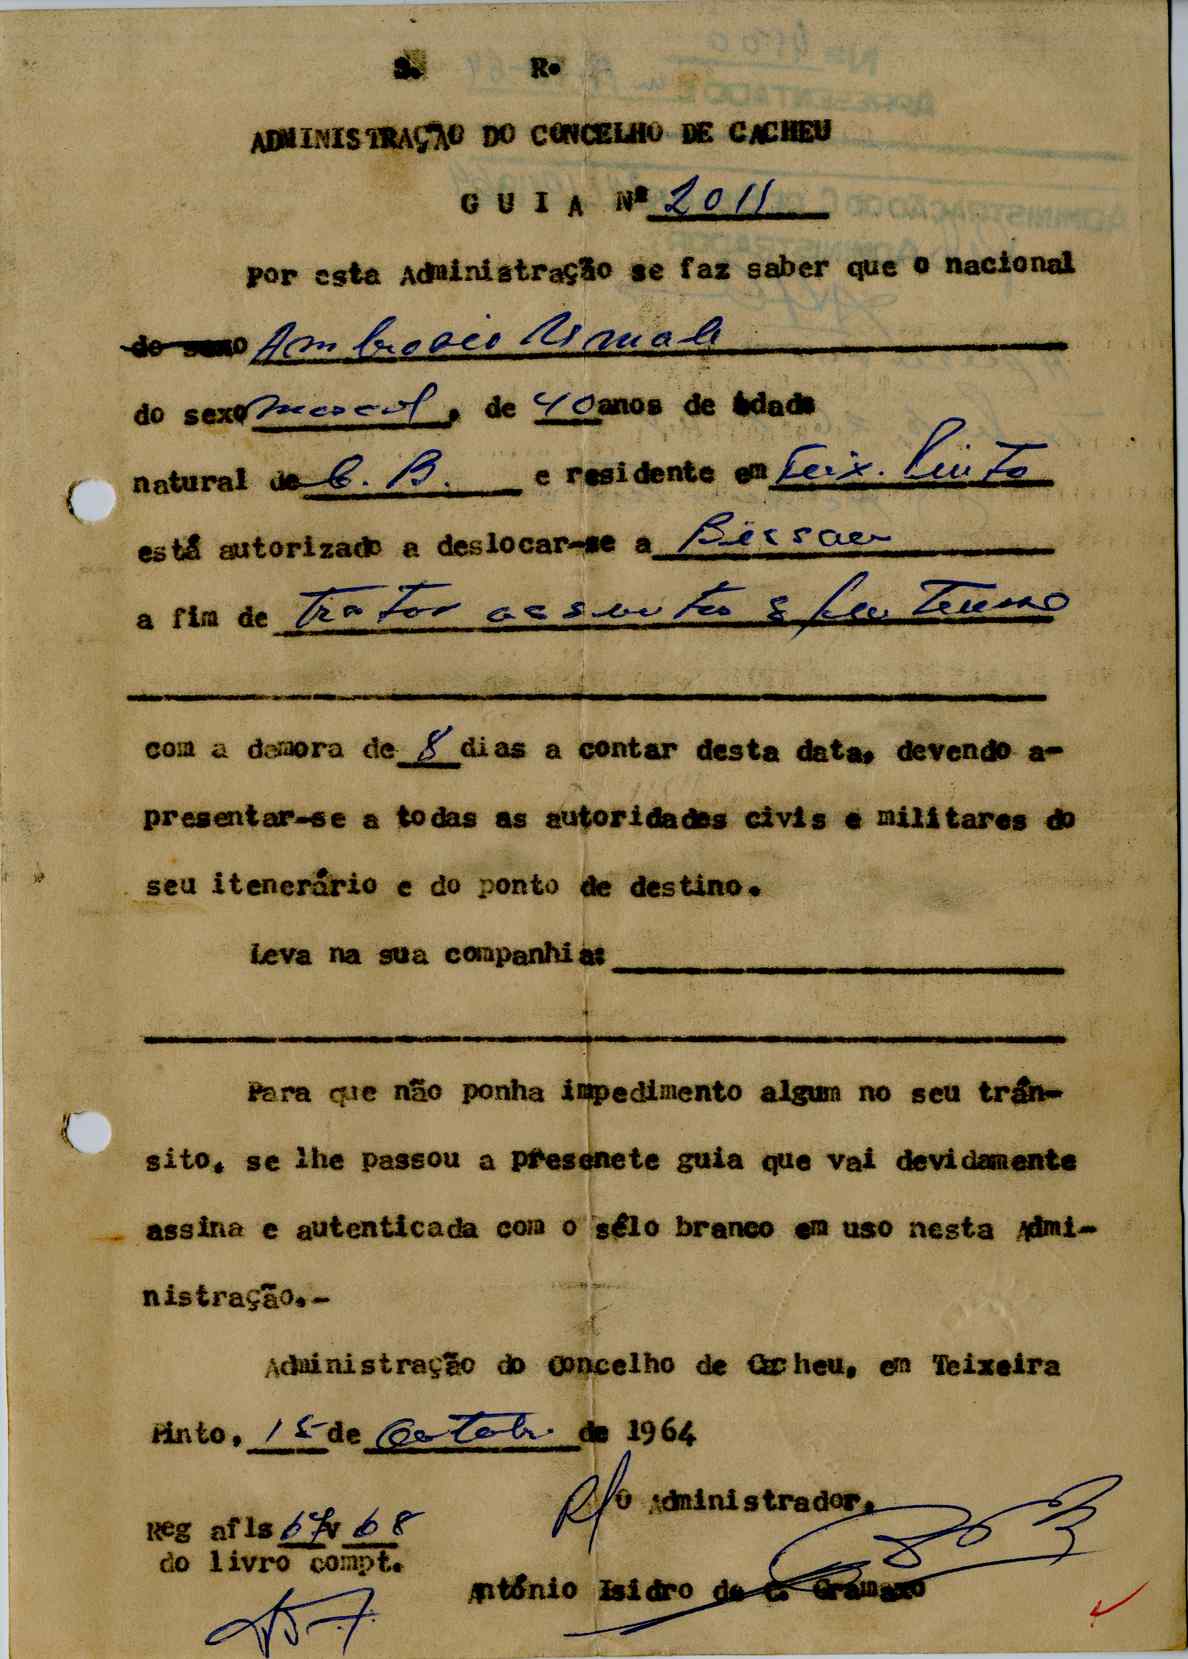 S. R.
ADMINISTRAÇÃO DO CONCELHO DE CACHEU
G U I A Nº 2011
Por esta Administração se faz saber que o nacional
do sexo Ambrosio
do sexo mascul, de 40 anos de idade
natural de C. B. e residente em Teix. Pinto
está autorizado a deslocar-se a Bissau
a fim de tratar assuntos
com a demora de 8 dias a contar desta data, devendo a-
presentar-se a todas as autoridades civis e militares do
seu itenerário e do ponto de destino.
Leva na sua companhia:
Para que não ponha impedimento algum no seu trân-
sito, se lhe passou a presenete guia que vai devidamente
assina e autenticada com o sêlo branco em uso nesta Admi-
nistração.-
Administração do Concelho de Cacheu, em Teixeira
Pinto, 15 de Outubr. de 1964
P/ O Administrador,
Reg afls 67v 68
do livro compt.
António Isidro de C. Gramaxo